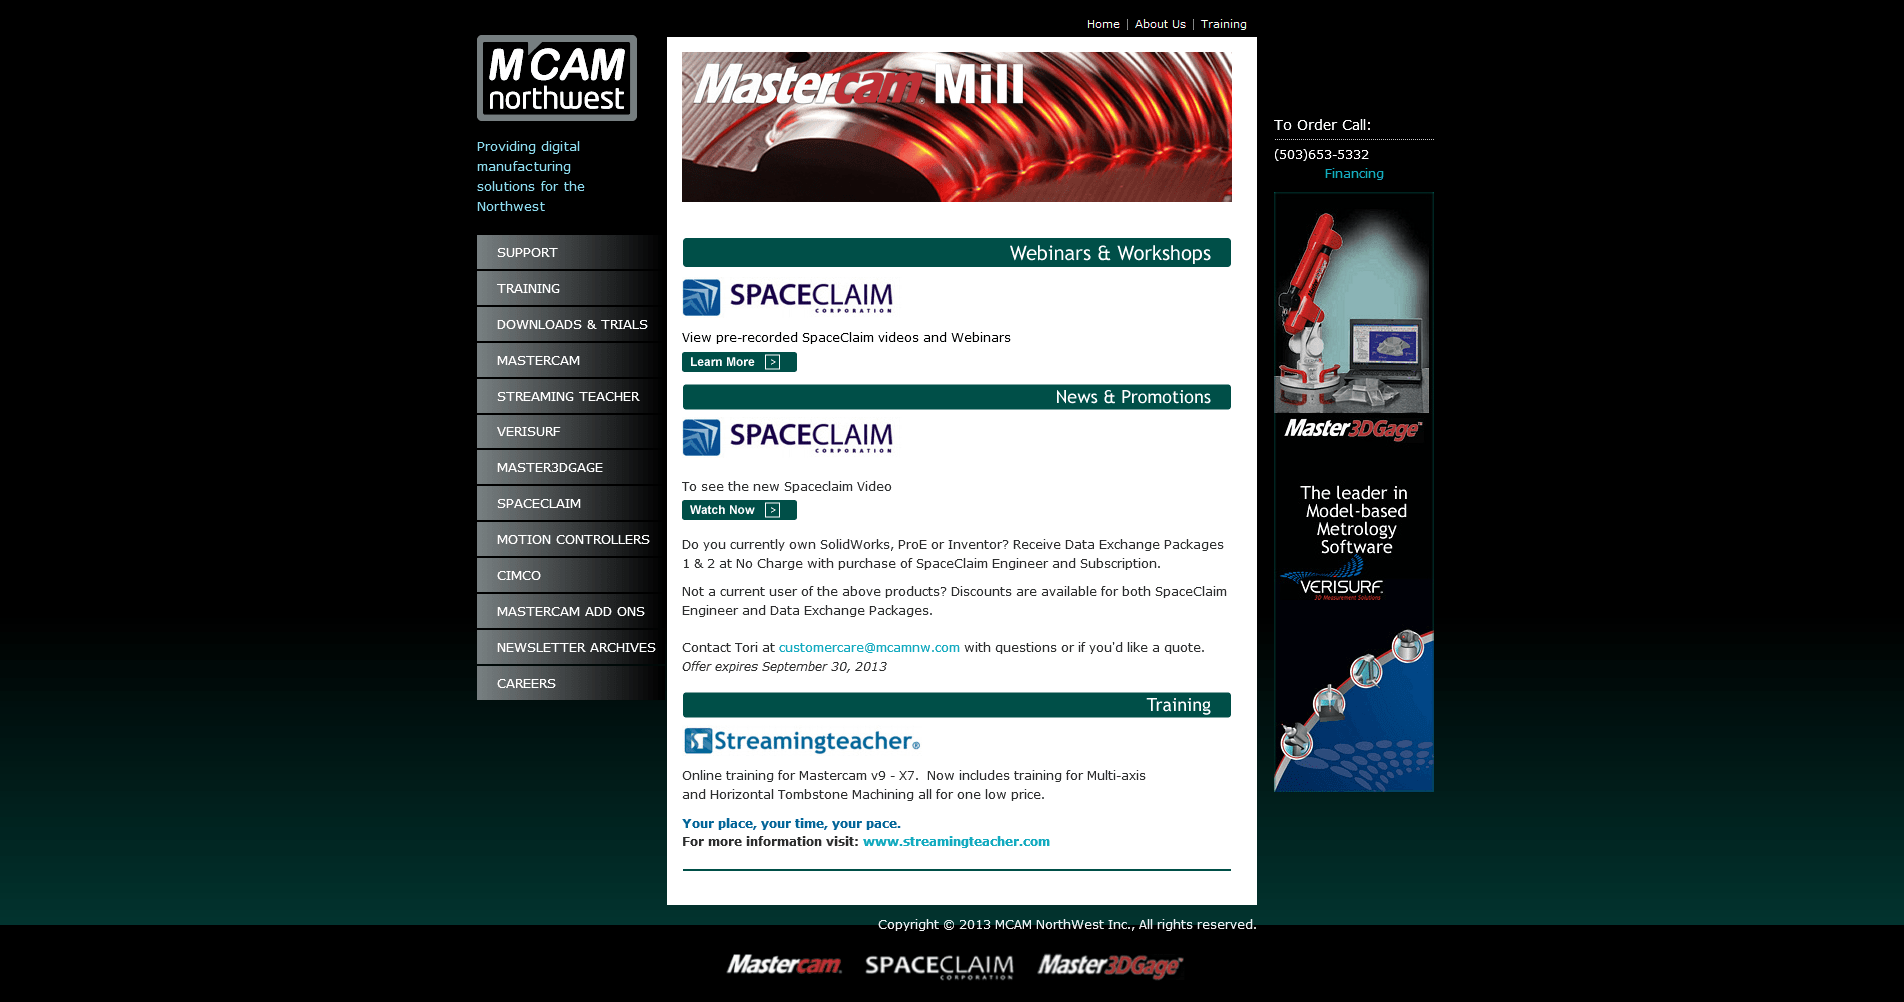 Home | About Us | Training
M'CAM
northwest
Providing digital
manufacturing
solutions for the
Northwest
SUPPORT
TRAINING
DOWNLOADS & TRIALS
MASTERCAM
STREAMING TEACHER
VERISURF
MASTER3DGAGE
SPACECLAIM
MOTION CONTROLLERS
CIMCO
MASTERCAM ADD ONS
NEWSLETTER ARCHIVES
CAREERS
Mastercam® Mill
Webinars & Workshops
SPACECLAIM
CORPORATION
View pre-recorded SpaceClaim videos and Webinars
Learn More >
News & Promotions
SPACECLAIM
CORPORATION
To see the new Spaceclaim Video
Watch Now >
Do you currently own SolidWorks, ProE or Inventor? Receive Data Exchange Packages
1 & 2 at No Charge with purchase of SpaceClaim Engineer and Subscription.
Not a current user of the above products? Discounts are available for both SpaceClaim
Engineer and Data Exchange Packages.
Contact Tori at customercare@mcamnw.com with questions or if you'd like a quote.
Offer expires September 30, 2013
Training
ST Streamingteacher®
Online training for Mastercam v9 - X7. Now includes training for Multi-axis
and Horizontal Tombstone Machining all for one low price.
Your place, your time, your pace.
For more information visit: www.streamingteacher.com
To Order Call:
(503)653-5332
Financing
Master3DGage™
The leader in
Model-based
Metrology
Software
VERISURF
3D Measurement Solutions
Copyright © 2013 MCAM NorthWest Inc., All rights reserved.
Mastercam. SPACECLAIM Master3DGage™
CORPORATION